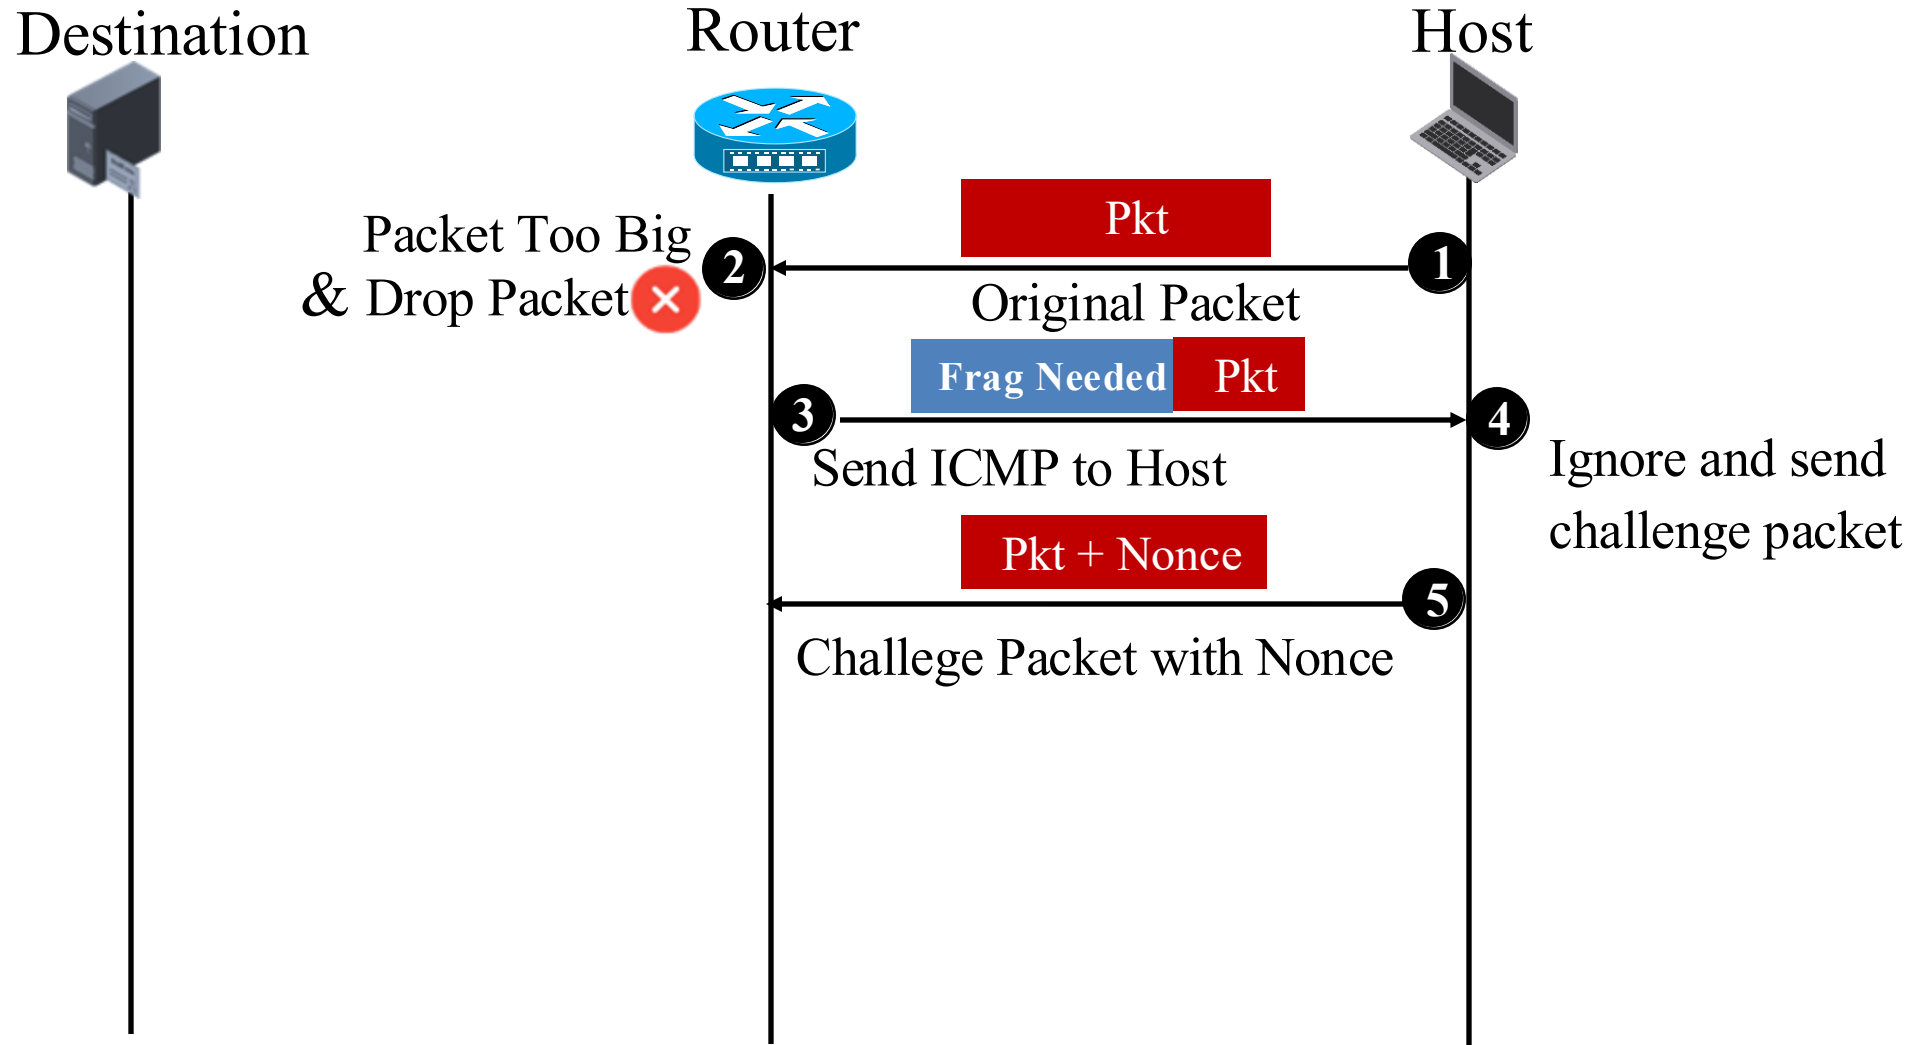 Destination
Router
Host
Pkt
1
Original Packet
Packet Too Big
& Drop Packet
2
Frag Needed
Pkt
3
Send ICMP to Host
4
Ignore and send
challenge packet
Pkt + Nonce
5
Challege Packet with Nonce